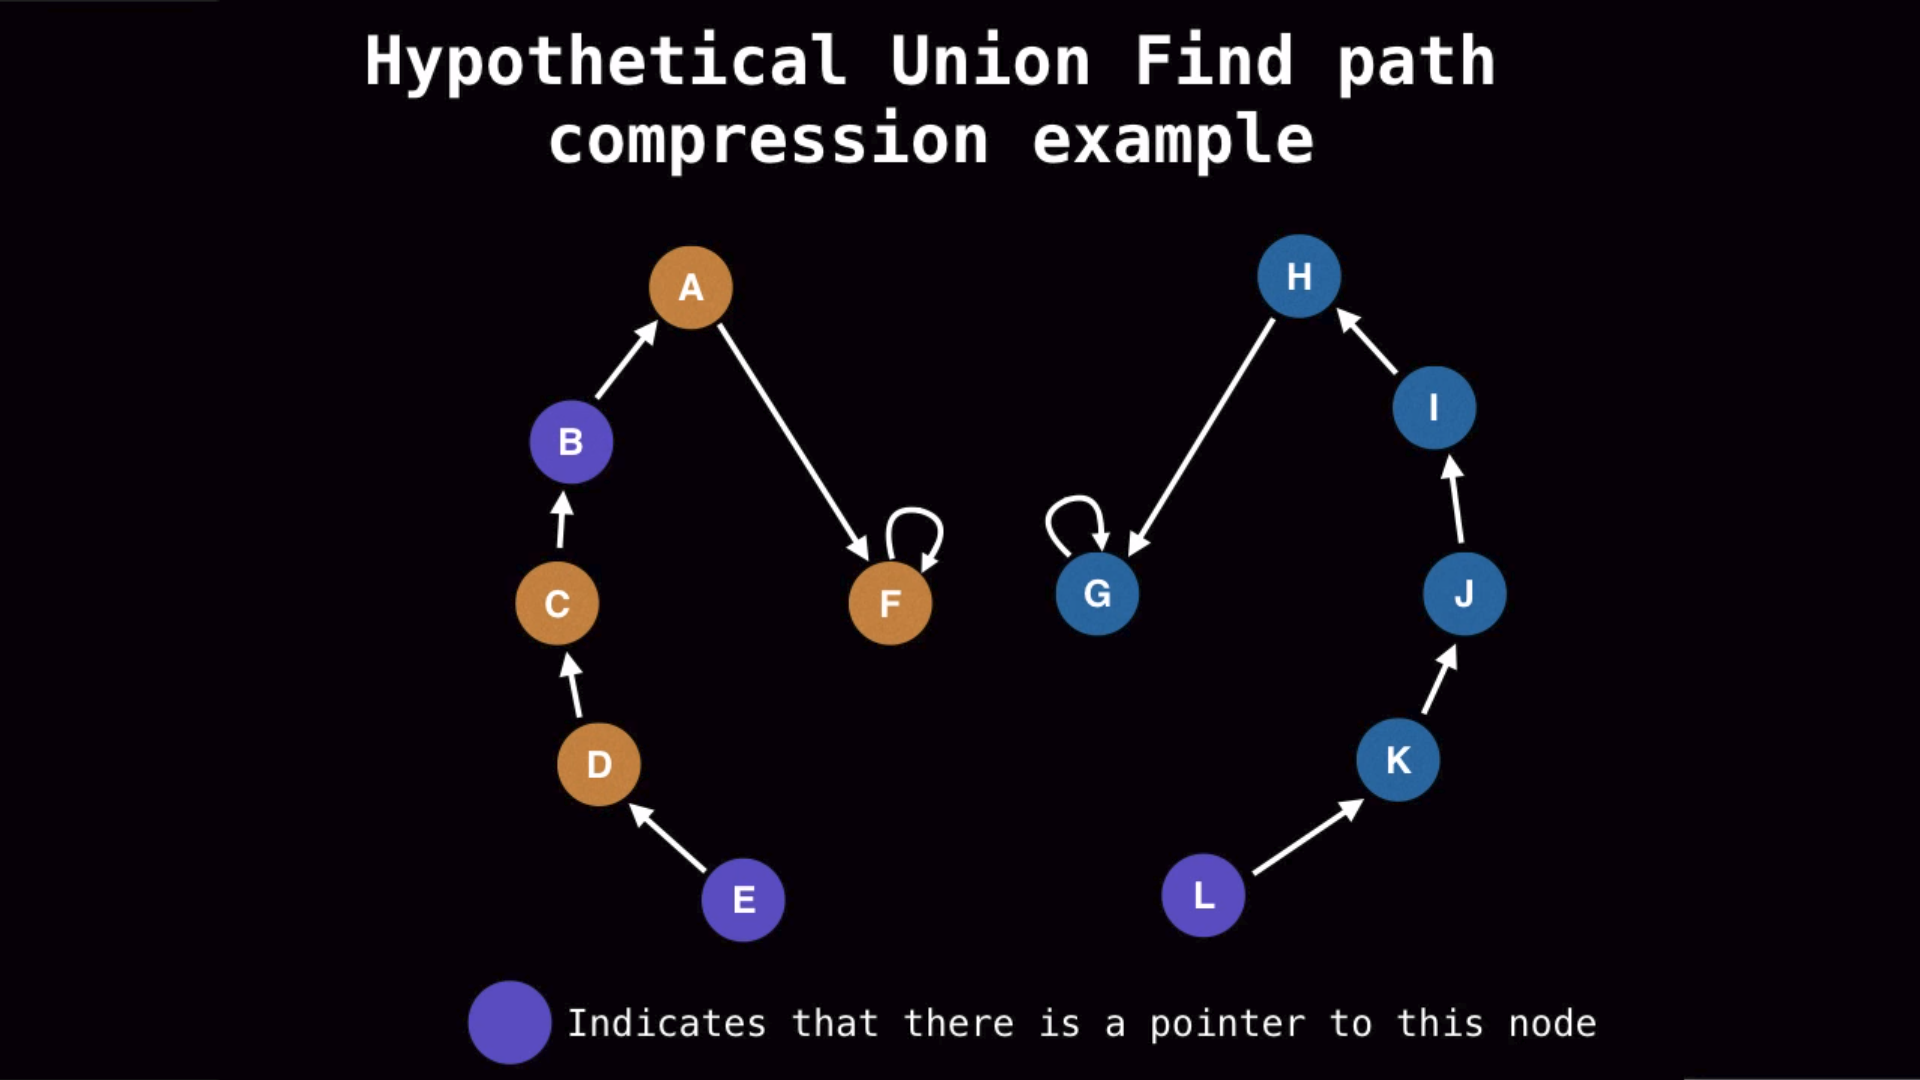 Hypothetical Union Find path
compression example
A
H
I
B
C
F
G
J
D
K
E
L
Indicates that there is a pointer to this node